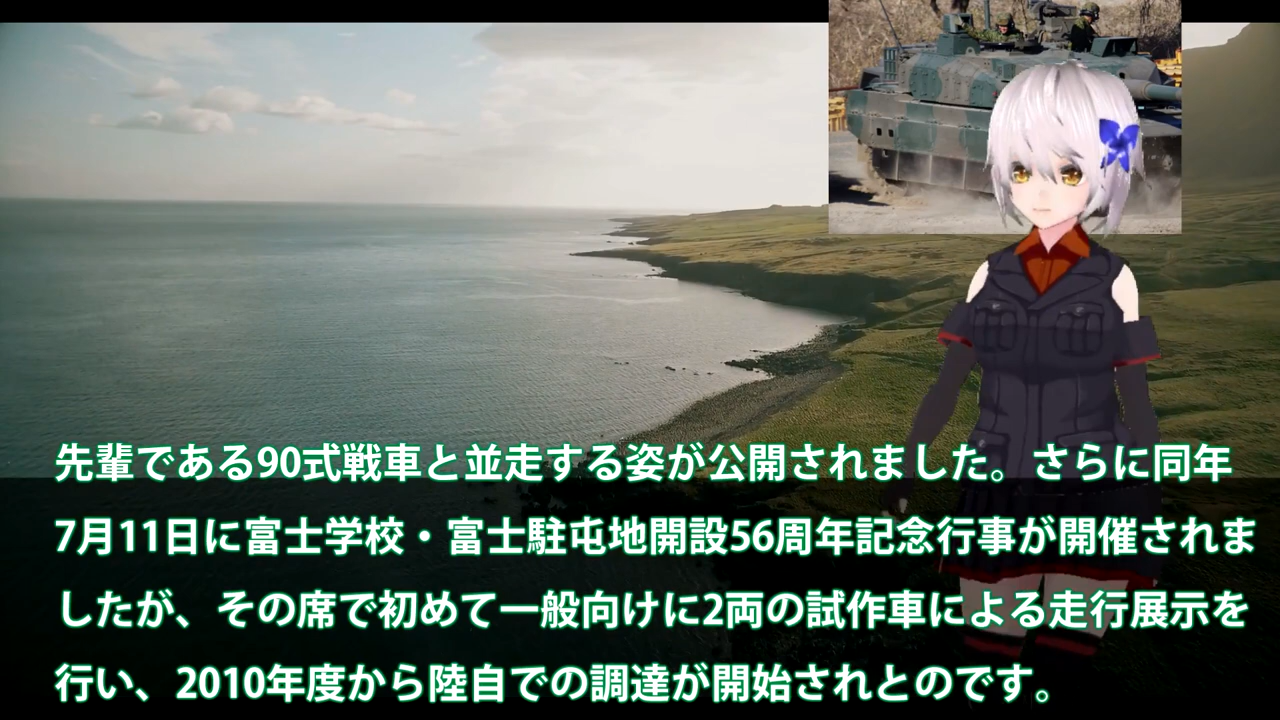 先輩である90式戦車と並走する姿が公開されました。さらに同年
7月11日に富士学校・富士駐屯地開設56周年記念行事が開催されま
したが、その席で初めて一般向けに2両の試作車による走行展示を
行い、2010年度から陸自での調達が開始されとのです。